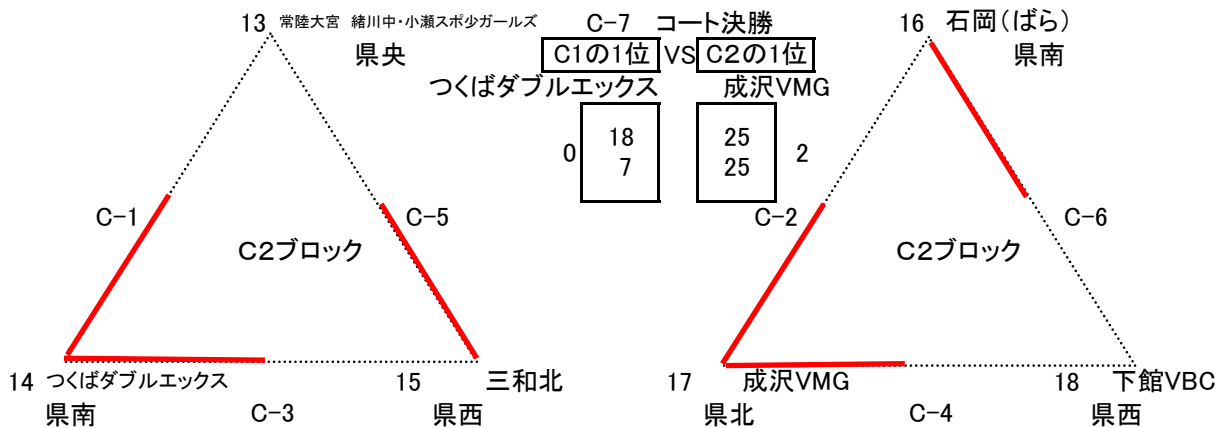 13 常陸大宮 緒川中・小瀬スポ少ガールズ
県央
C-7 コート決勝
C1の1位 VS C2の1位
つくばダブルエックス 成沢VMG
0 18 25 2
7 25
16 石岡(ばら)
県南
C-1
C-5
C2ブロック
C-2
C-6
C2ブロック
14 つくばダブルエックス
県南
C-3
15 三和北
県西
17 成沢VMG
県北
C-4
18 下館VBC
県西